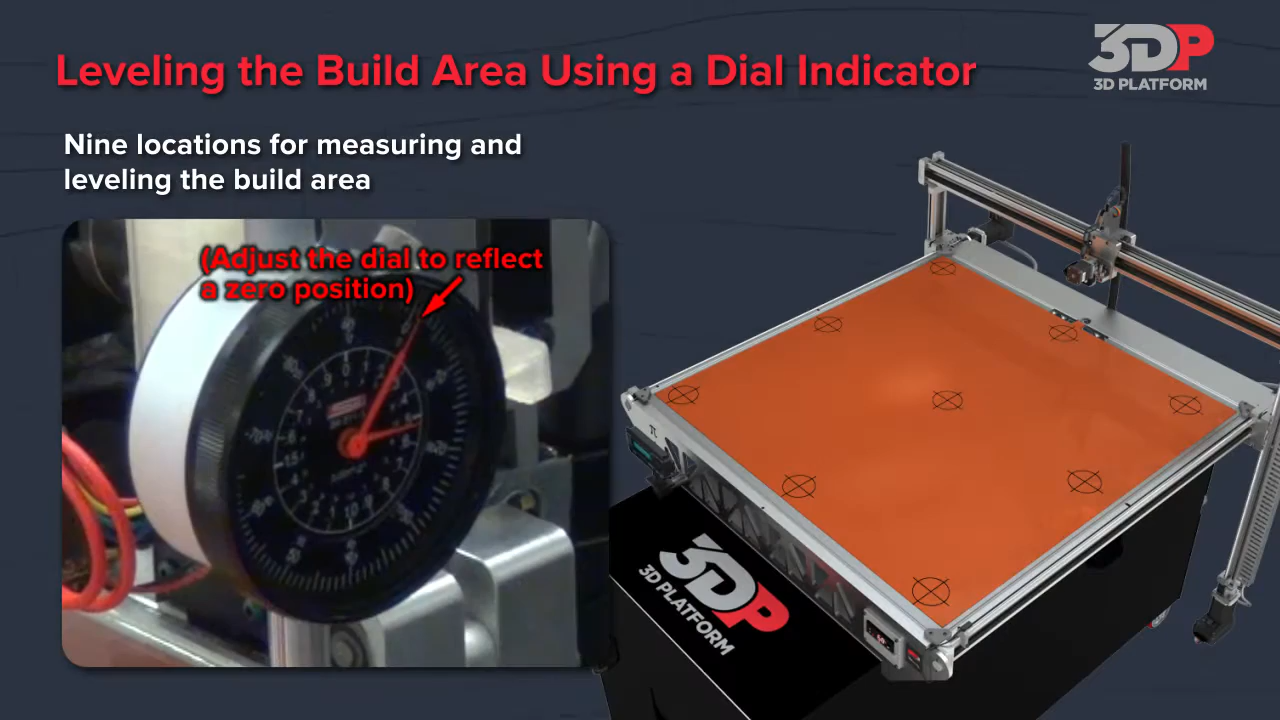 Leveling the Build Area Using a Dial Indicator
3DP
3D PLATFORM
Nine locations for measuring and
leveling the build area
(Adjust the dial to reflect
a zero position)
3DP
3D PLATFORM